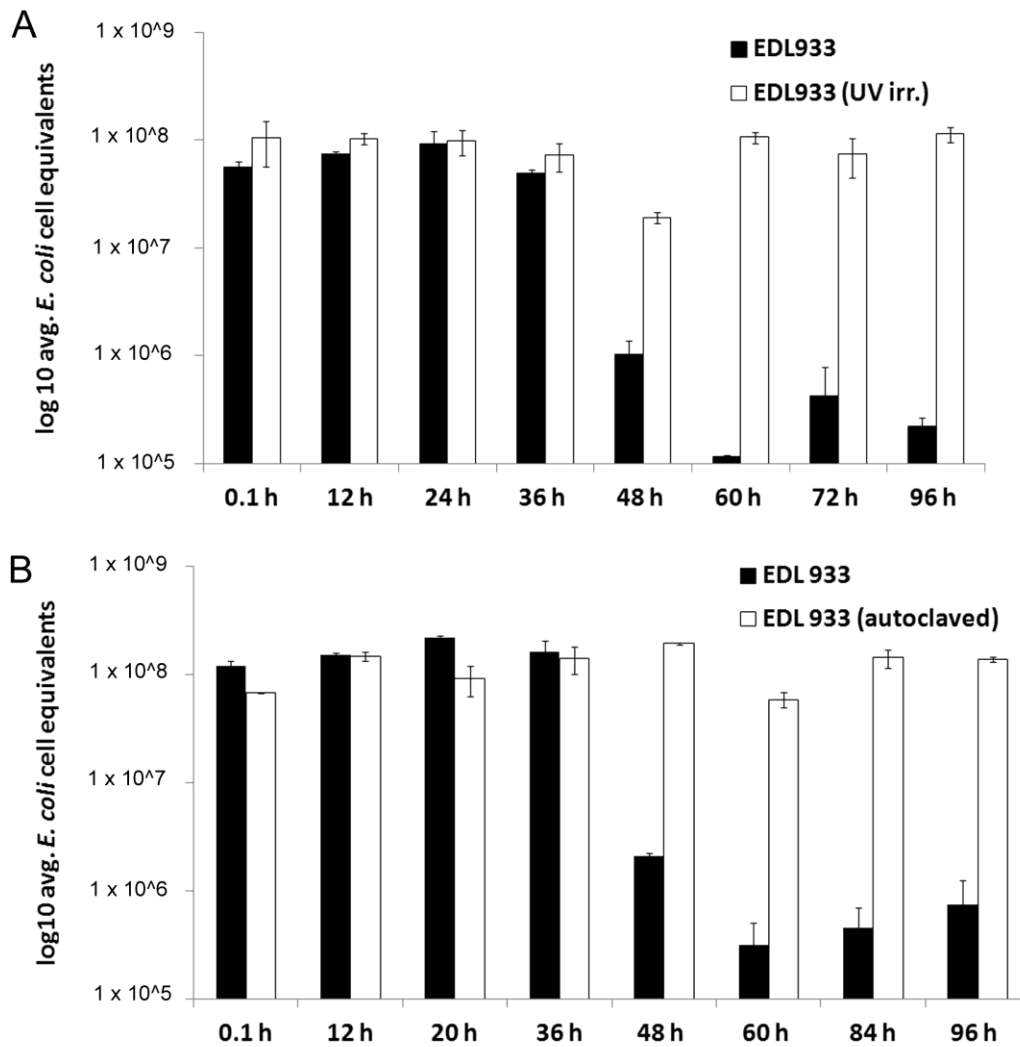 A
1 x 10^9
1 x 10^8
1 x 10^7
1 x 10^6
1 x 10^5
log 10 avg. E. coli cell equivalents
EDL933
EDL933 (UV irr.)
0.1 h 12 h 24 h 36 h 48 h 60 h 72 h 96 h
B
1 x 10^9
1 x 10^8
1 x 10^7
1 x 10^6
1 x 10^5
log10 avg. E. coli cell equivalents
EDL 933
EDL 933 (autoclaved)
0.1 h 12 h 20 h 36 h 48 h 60 h 84 h 96 h